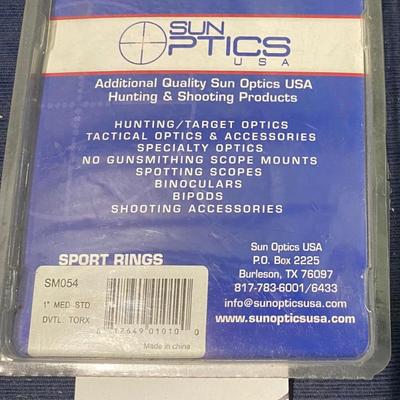 SUN
OPTICS
USA
Additional Quality Sun Optics USA
Hunting & Shooting Products
HUNTING/TARGET OPTICS
TACTICAL OPTICS & ACCESSORIES
SPECIALTY OPTICS
NO GUNSMITHING SCOPE MOUNTS
SPOTTING SCOPES
BINOCULARS
BIPODS
SHOOTING ACCESSORIES
SPORT RINGS
SM054
1" MED STD
DVTL: TORX
12649 01010 0
Made in china
Sun Optics USA
P.O. Box 2225
Burleson, TX 76097
817-783-6001/6433
info@sunopticsusa.com
www.sunopticsusa.com